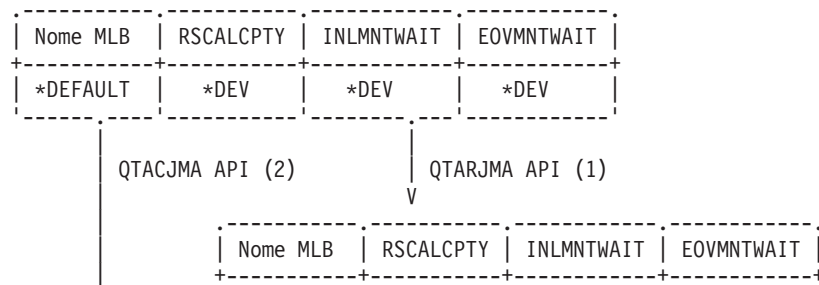 Nome MLB RSCALCPTY INLMNTWAIT EOVMNTWAIT
*DEFAULT *DEV *DEV *DEV
QTACJMA API (2) QTARJMA API (1)
V
Nome MLB RSCALCPTY INLMNTWAIT EOVMNTWAIT